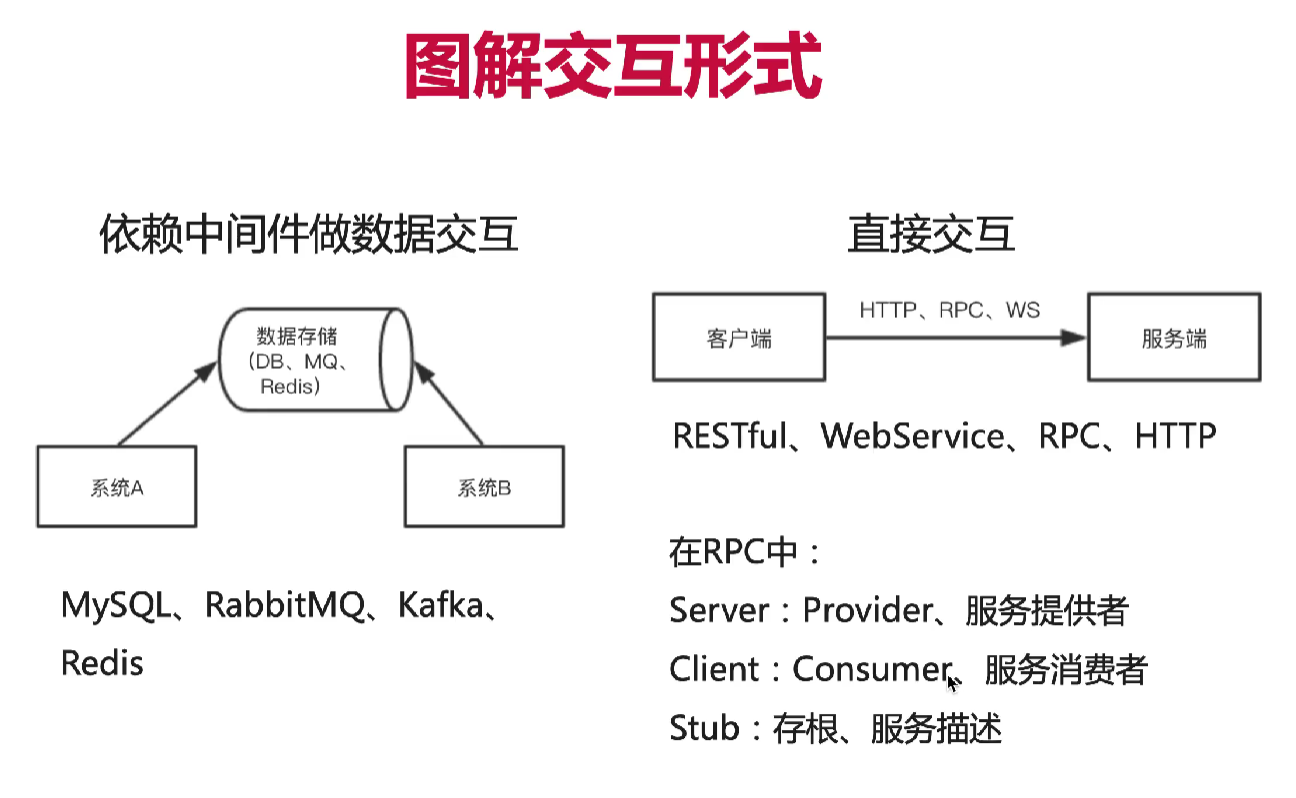 图解交互形式
依赖中间件做数据交互
数据存储
（DB、MQ、
Redis）
系统A
系统B
MySQL、RabbitMQ、Kafka、
Redis
直接交互
客户端
HTTP、RPC、WS
服务端
RESTful、WebService、RPC、HTTP
在RPC中：
Server：Provider、服务提供者
Client：Consumer、服务消费者
Stub：存根、服务描述